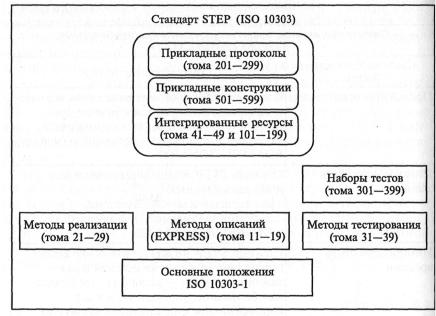 Стандарт STEP (ISO 10303)
Прикладные протоколы
(тома 201—299)
Прикладные конструкции
(тома 501—599)
Интегрированные ресурсы
(тома 41—49 и 101—199)
Наборы тестов
(тома 301—399)
Методы реализации
(тома 21—29)
Методы описаний
(EXPRESS) (тома 11—19)
Методы тестирования
(тома 31—39)
Основные положения
ISO 10303-1